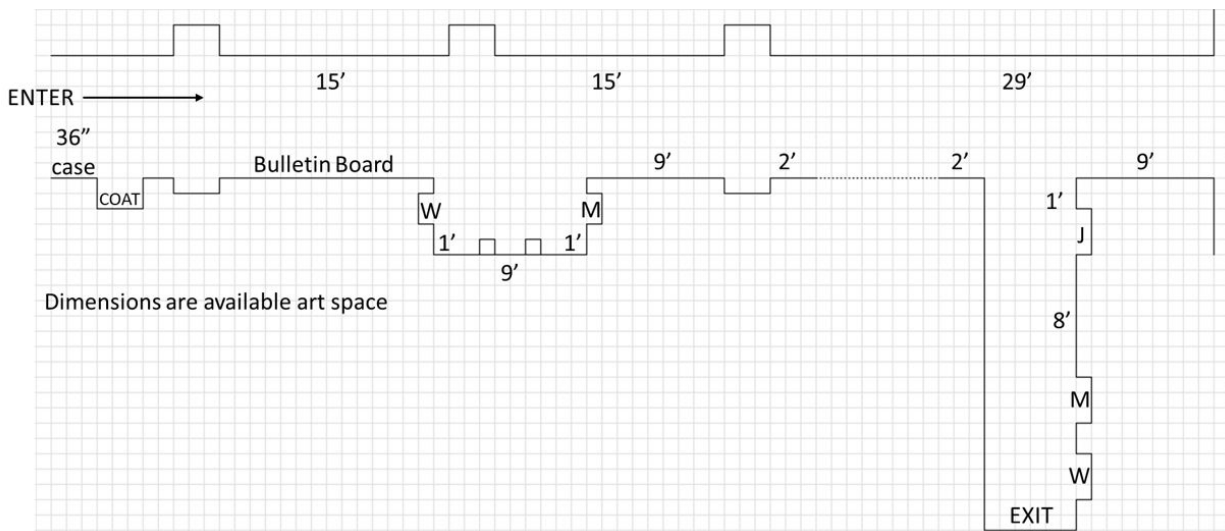 15’ 15’ 29’
ENTER
36”
case
Bulletin Board 9’ 2’ 2’ 9’
COAT
1’
W M J
1’ 1’
9’
Dimensions are available art space
8’
M
W
EXIT